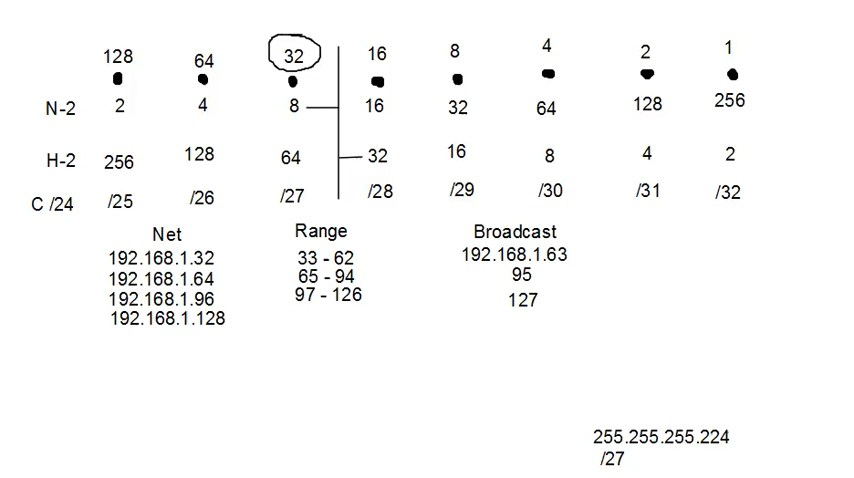 128 64 32 16 8 4 2 1
N-2 2 4 8 16 32 64 128 256
H-2 256 128 64 32 16 8 4 2
C /24 /25 /26 /27 /28 /29 /30 /31 /32
Net Range Broadcast
192.168.1.32 33 - 62 192.168.1.63
192.168.1.64 65 - 94 95
192.168.1.96 97 - 126 127
192.168.1.128
255.255.255.224
/27